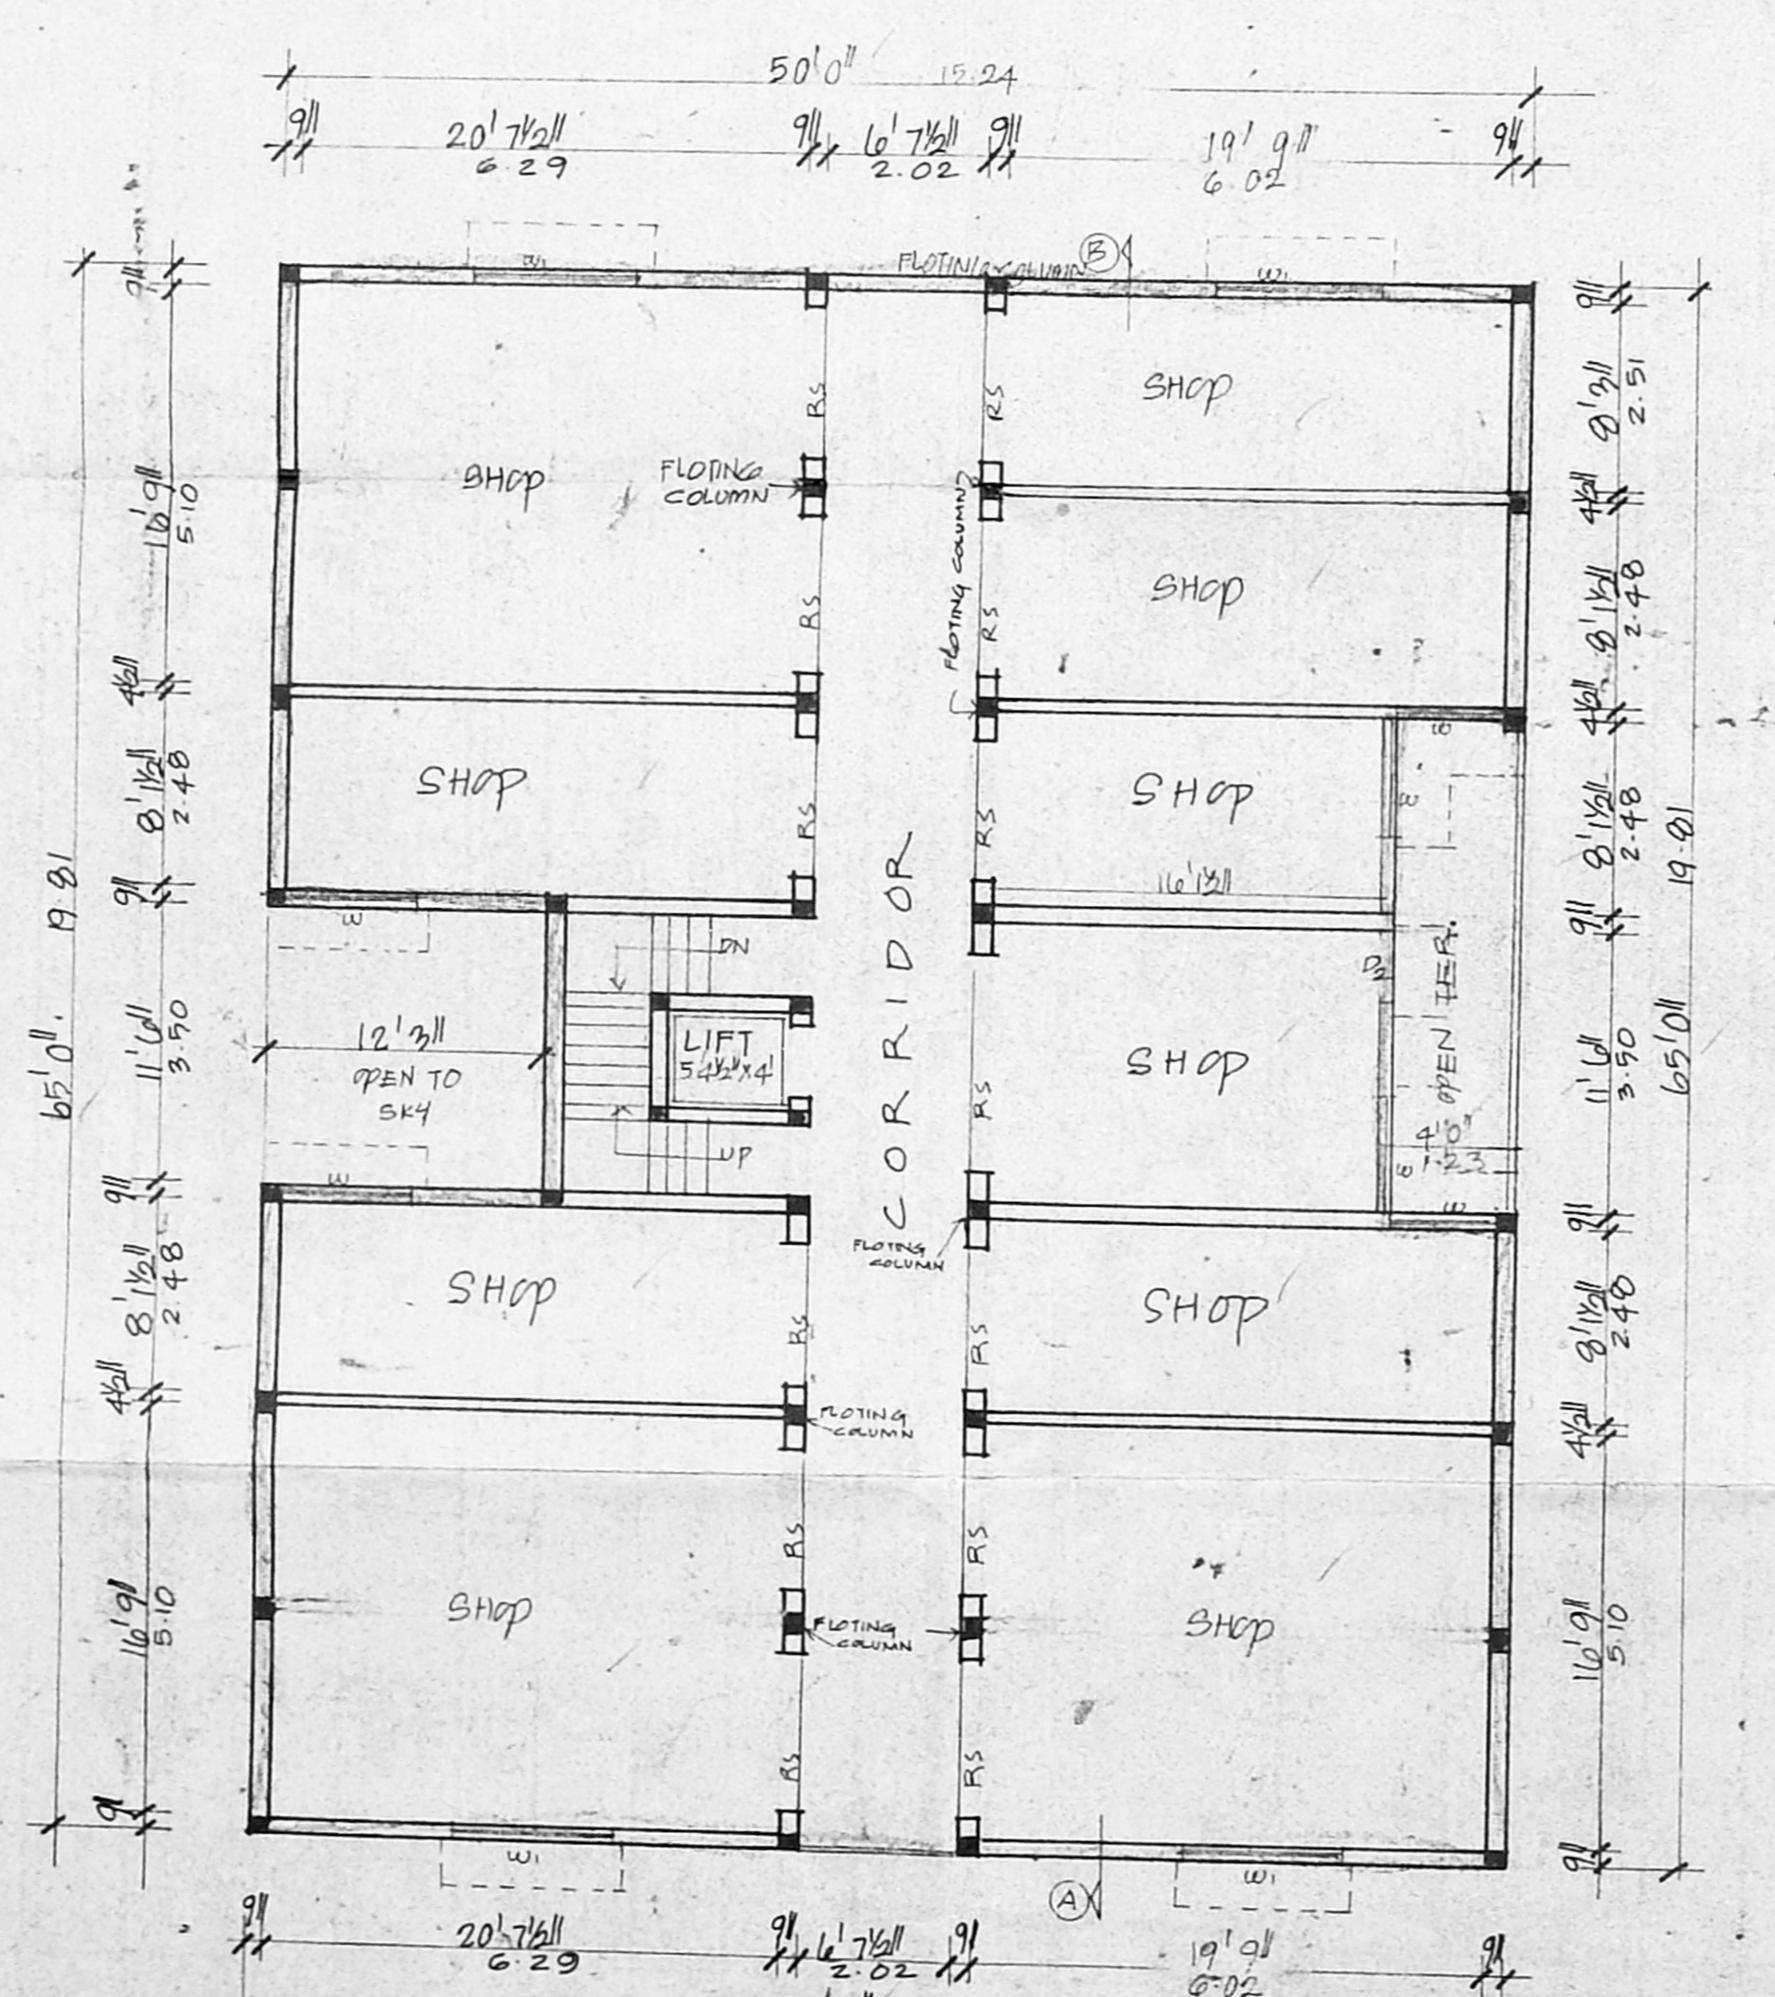 50'0" 15.24
9" 20'7½" 9" 6'7½" 9" 19'9" 9"
6.29 2.02 6.02
FLOTING COLUMN B
W1 W1
9" 9"
SHOP RS RS SHOP
8'3" 2.51
16'9" 5.10
SHOP FLOTING
COLUMN
4½"
FLOTING COLUMN
RS RS SHOP
8'1½" 2.48
4½" 4½"
SHOP RS RS SHOP
8'1½" 2.48 8'1½" 2.48
W W
16'1½"
9" 9"
W DN
65'0". 19.81 65'0" 19.81
CORRIDOR
D2 OPEN TER.
12'3"
OPEN TO
SKY
LIFT
5'4½"X4'
11'6" 3.50 11'6" 3.50
SHOP RS
UP
4'0"
1.23
W W W
9" 9"
FLOTING
COLUMN
SHOP RS RS SHOP
8'1½" 2.48 8'1½" 2.48
4½" 4½"
FLOTING
COLUMN
RS RS
SHOP FLOTING
COLUMN SHOP
16'9" 5.10 16'9" 5.10
RS RS
9" 9"
W1 W1
A
9" 20'7½" 9" 6'7½" 9" 19'9" 9"
6.29 2.02 6.02